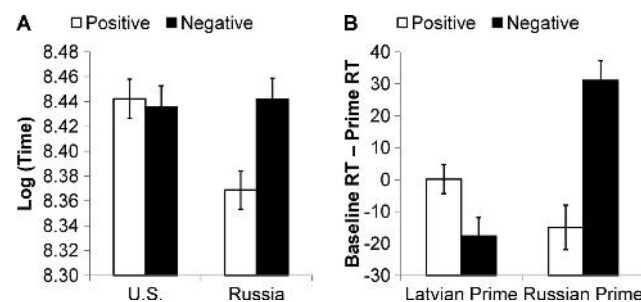 A
Positive Negative
Log (Time)
8.48
8.46
8.44
8.42
8.40
8.38
8.36
8.34
8.32
8.30
U.S. Russia
B
Positive Negative
Baseline RT – Prime RT
40
30
20
10
0
-10
-20
-30
Latvian Prime Russian Prime